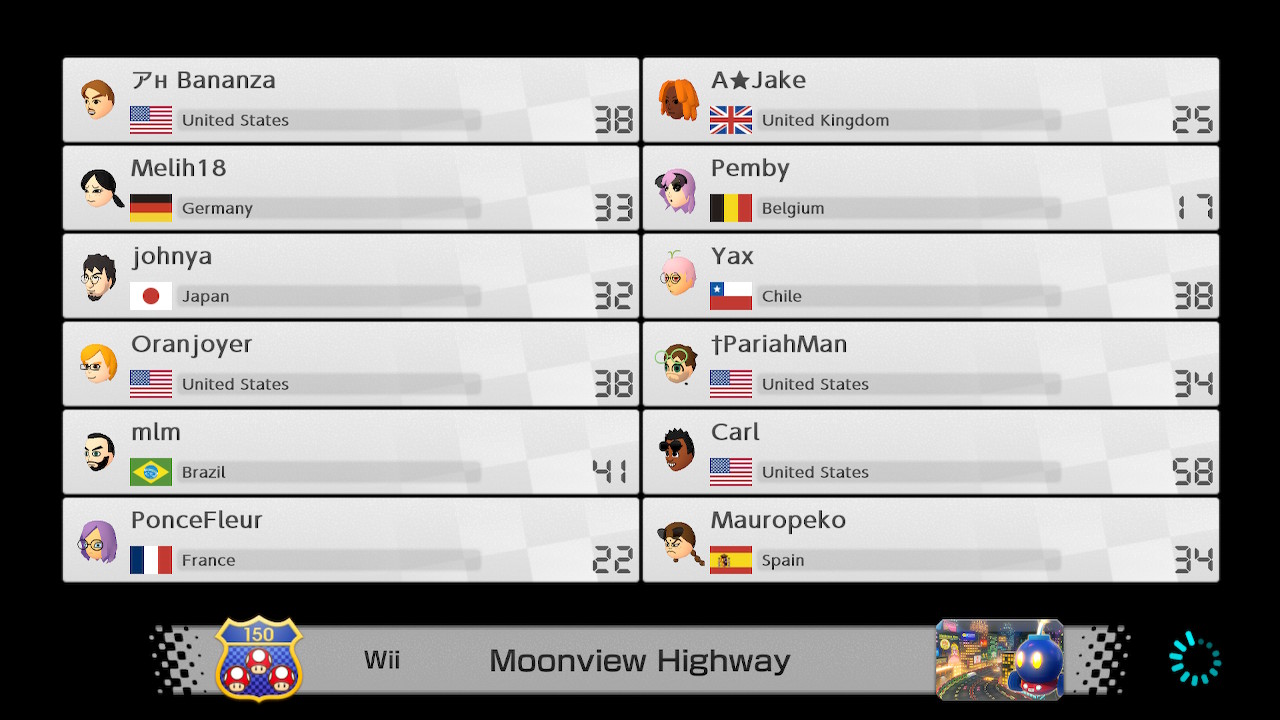 アH Bananza
United States
38
Melih18
Germany
33
johnya
Japan
32
Oranjoyer
United States
38
mlm
Brazil
41
PonceFleur
France
22
A★Jake
United Kingdom
25
Pemby
Belgium
17
Yax
Chile
38
†PariahMan
United States
34
Carl
United States
58
Mauropeko
Spain
34
150
Wii
Moonview Highway